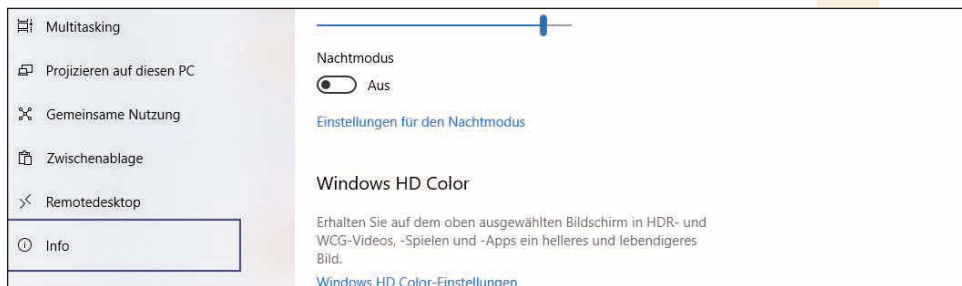 Multitasking
Projizieren auf diesen PC
Gemeinsame Nutzung
Zwischenablage
Remotedesktop
Info
Nachtmodus
Aus
Einstellungen für den Nachtmodus
Windows HD Color
Erhalten Sie auf dem oben ausgewählten Bildschirm in HDR- und
WCG-Videos, -Spielen und -Apps ein helleres und lebendigeres
Bild.
Windows HD Color-Einstellungen